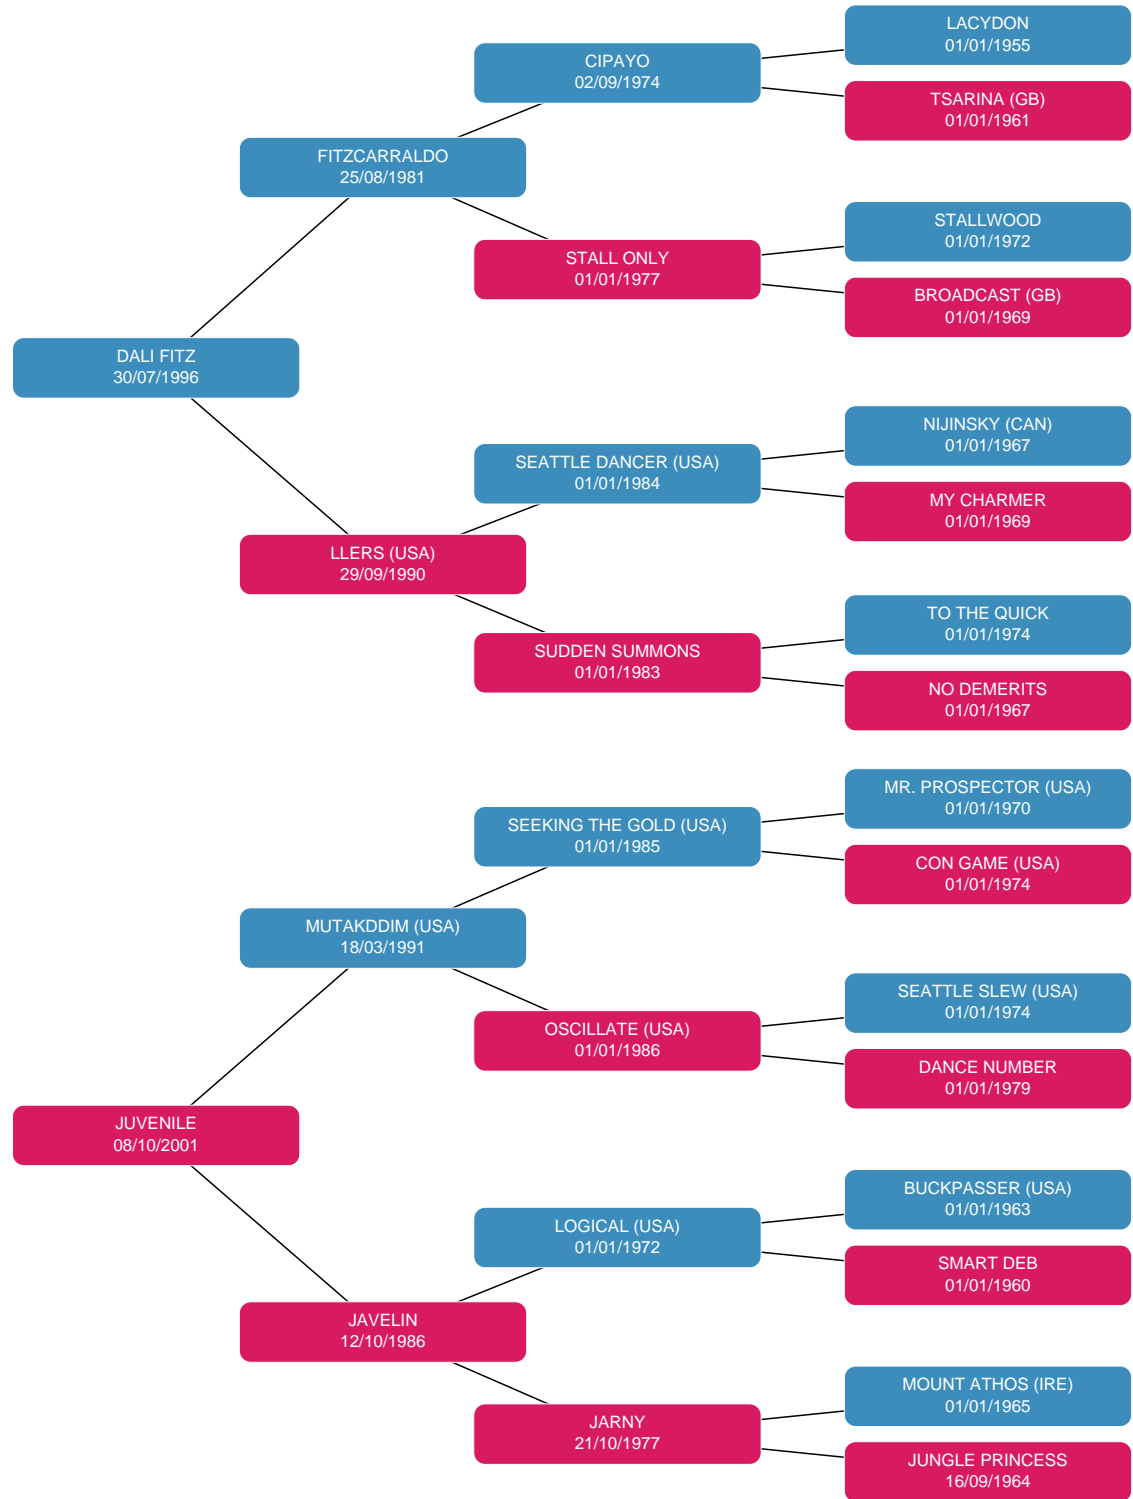 LACYDON
01/01/1955
CIPAYO
02/09/1974
TSARINA (GB)
01/01/1961
FITZCARRALDO
25/08/1981
STALLWOOD
01/01/1972
STALL ONLY
01/01/1977
BROADCAST (GB)
01/01/1969
DALI FITZ
30/07/1996
NIJINSKY (CAN)
01/01/1967
SEATTLE DANCER (USA)
01/01/1984
MY CHARMER
01/01/1969
LLERS (USA)
29/09/1990
TO THE QUICK
01/01/1974
SUDDEN SUMMONS
01/01/1983
NO DEMERITS
01/01/1967
MR. PROSPECTOR (USA)
01/01/1970
SEEKING THE GOLD (USA)
01/01/1985
CON GAME (USA)
01/01/1974
MUTAKDDIM (USA)
18/03/1991
SEATTLE SLEW (USA)
01/01/1974
OSCILLATE (USA)
01/01/1986
DANCE NUMBER
01/01/1979
JUVENILE
08/10/2001
BUCKPASSER (USA)
01/01/1963
LOGICAL (USA)
01/01/1972
SMART DEB
01/01/1960
JAVELIN
12/10/1986
MOUNT ATHOS (IRE)
01/01/1965
JARNY
21/10/1977
JUNGLE PRINCESS
16/09/1964